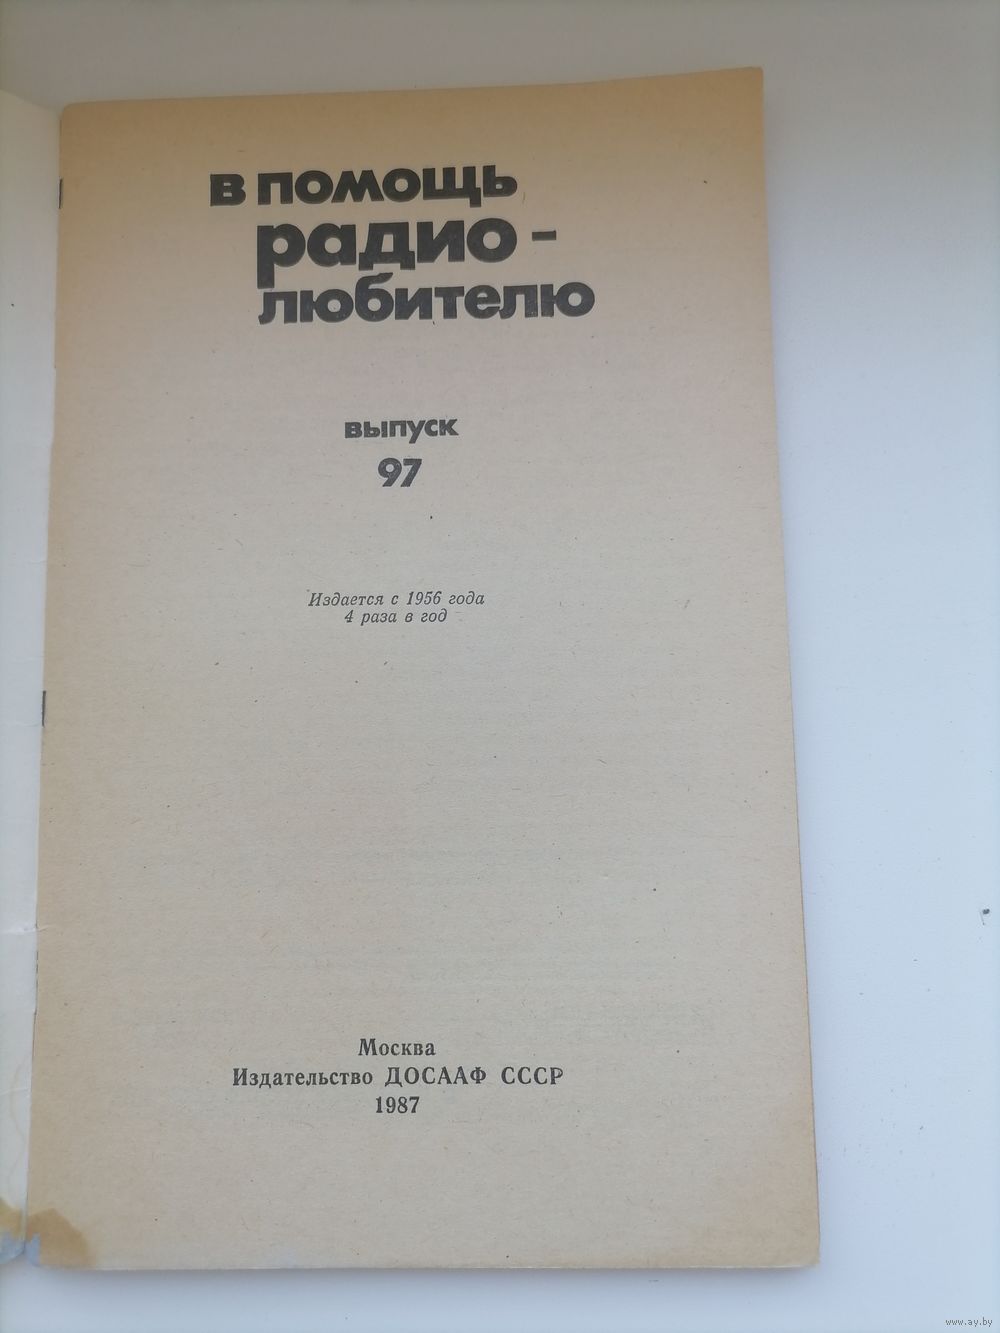 в помощь
радио-
любителю
выпуск
97
Издается с 1956 года
4 раза в год
Москва
Издательство ДОСААФ СССР
1987
www.ay.by